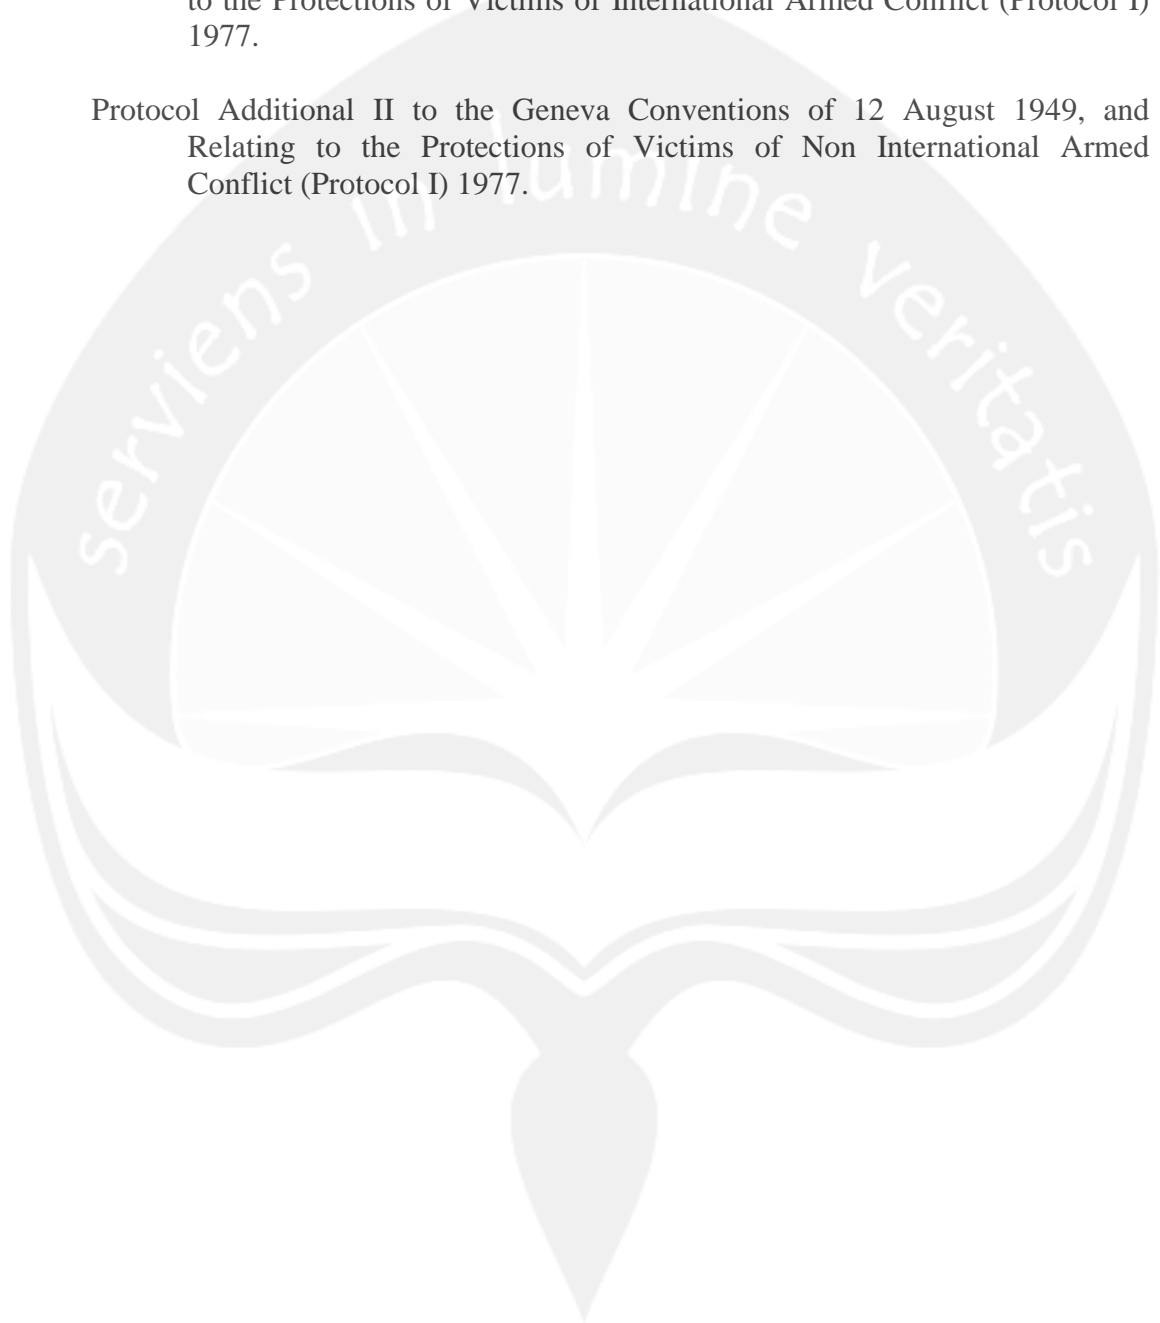 to the Protections of Victims of International Armed Conflict (Protocol I)
1977.
Protocol Additional II to the Geneva Conventions of 12 August 1949, and
Relating to the Protections of Victims of Non International Armed
Conflict (Protocol I) 1977.
serviens in lumine veritatis